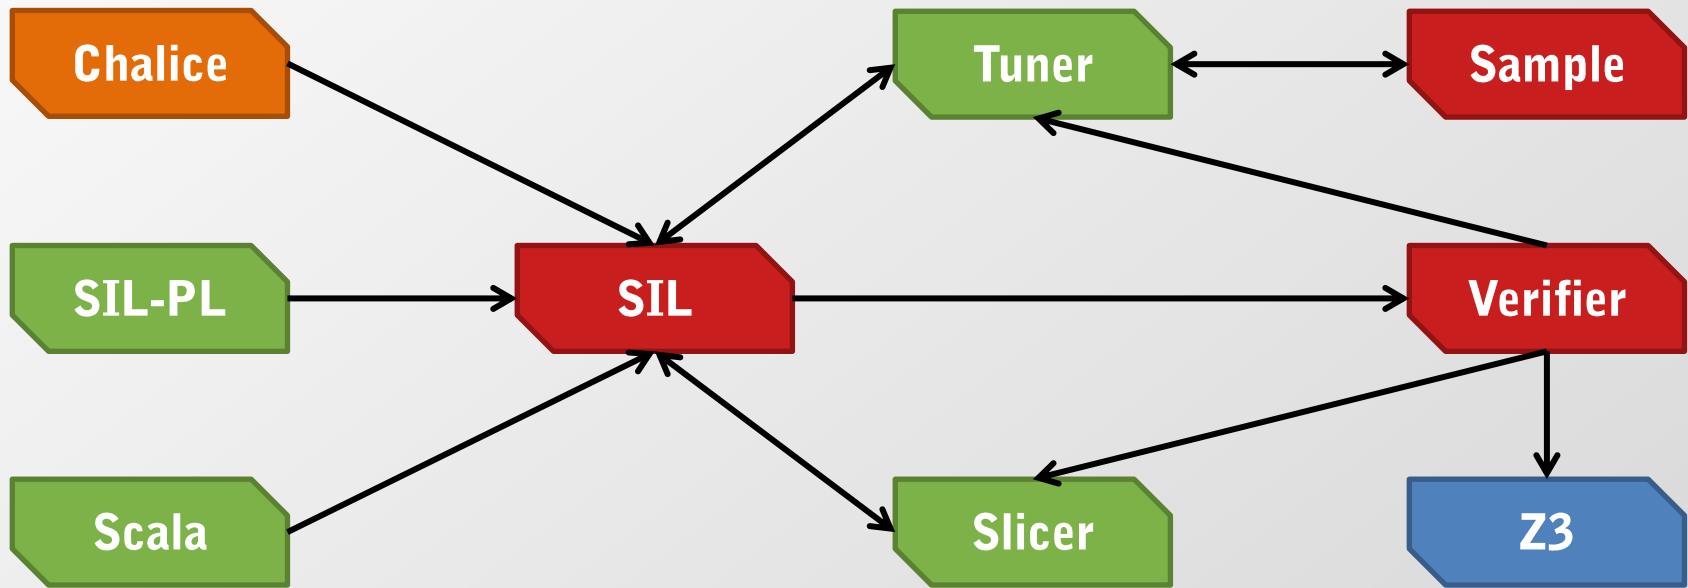 Chalice
Tuner
Sample
SIL-PL
SIL
Verifier
Scala
Slicer
Z3